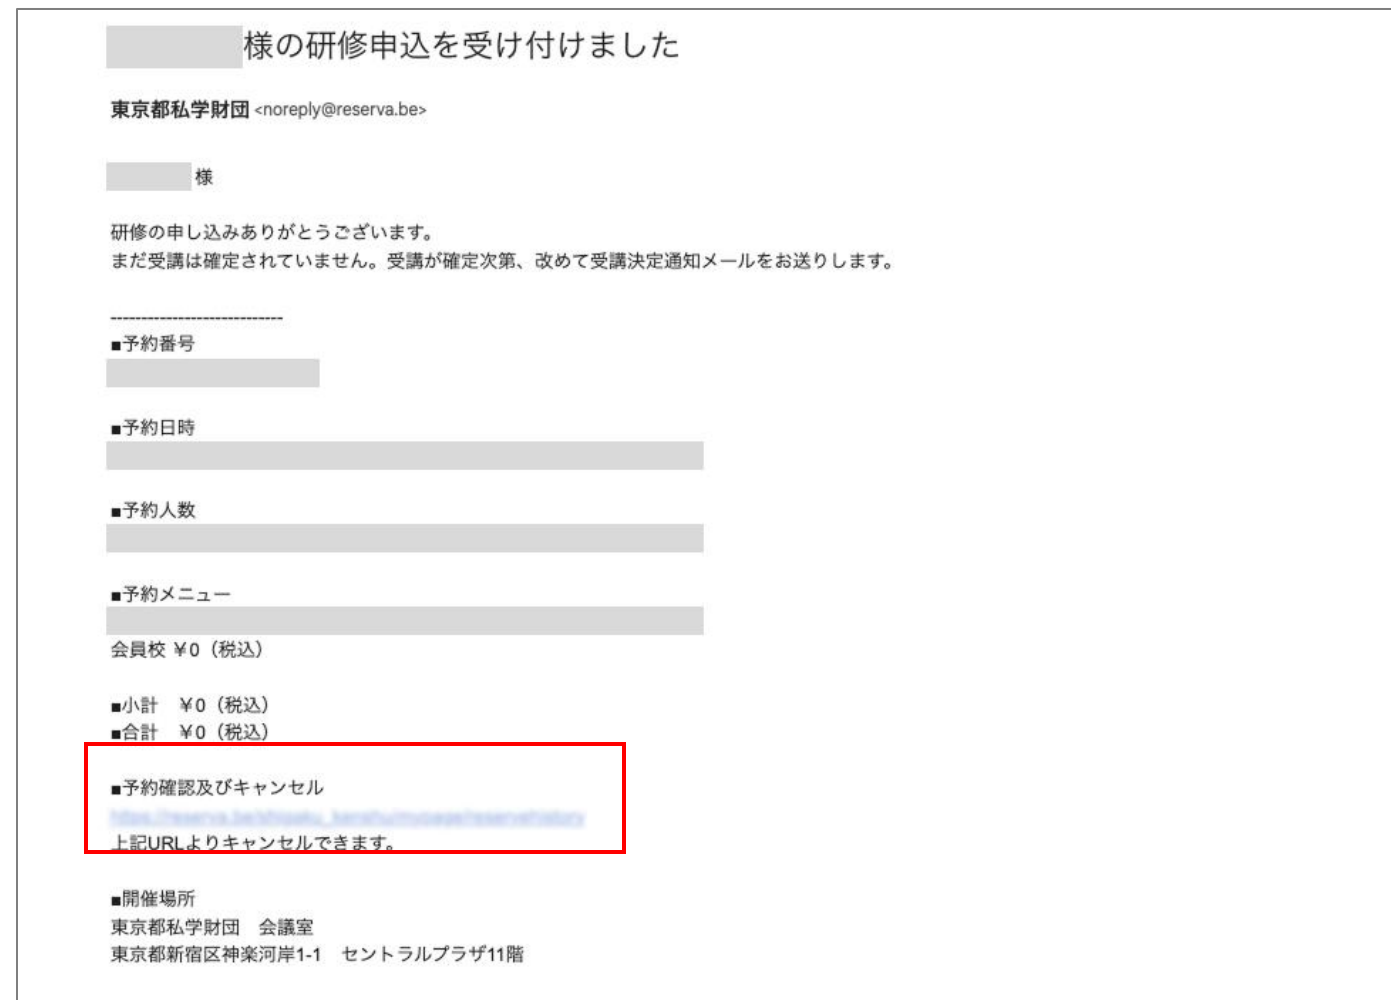 様の研修申込を受け付けました
東京都私学財団 <noreply@reserva.be>
様
研修の申し込みありがとうございます。
まだ受講は確定されていません。受講が確定次第、改めて受講決定通知メールをお送りします。
----------------------------
■予約番号
■予約日時
■予約人数
■予約メニュー
会員校 ¥0（税込）
■小計　¥0（税込）
■合計　¥0（税込）
■予約確認及びキャンセル
上記URLよりキャンセルできます。
■開催場所
東京都私学財団　会議室
東京都新宿区神楽河岸1-1　セントラルプラザ11階